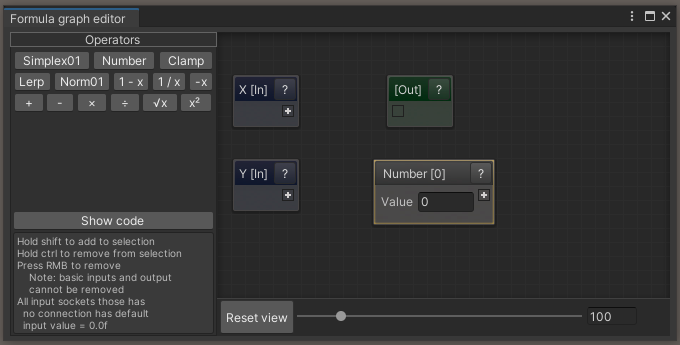 Formula graph editor
Operators
Simplex01 Number Clamp
Lerp Norm01 1 - x 1 / x -x
+ - × ÷ √x x²
Show code
Hold shift to add to selection
Hold ctrl to remove from selection
Press RMB to remove
Note: basic inputs and output
cannot be removed
All input sockets those has
no connection has default
input value = 0.0f
X [In] ?
[Out] ?
Y [In] ?
Number [0] ?
Value 0
Reset view 100